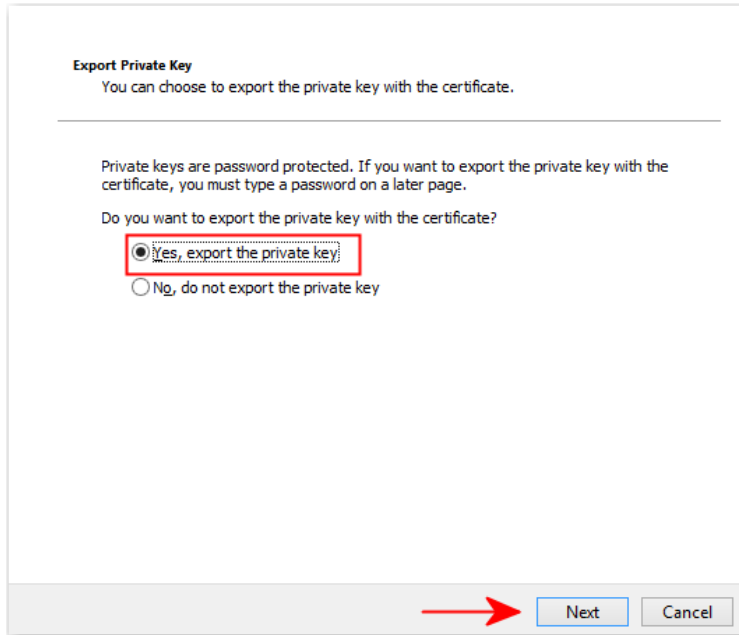 Export Private Key
You can choose to export the private key with the certificate.
Private keys are password protected. If you want to export the private key with the
certificate, you must type a password on a later page.
Do you want to export the private key with the certificate?
Yes, export the private key
No, do not export the private key
Next
Cancel